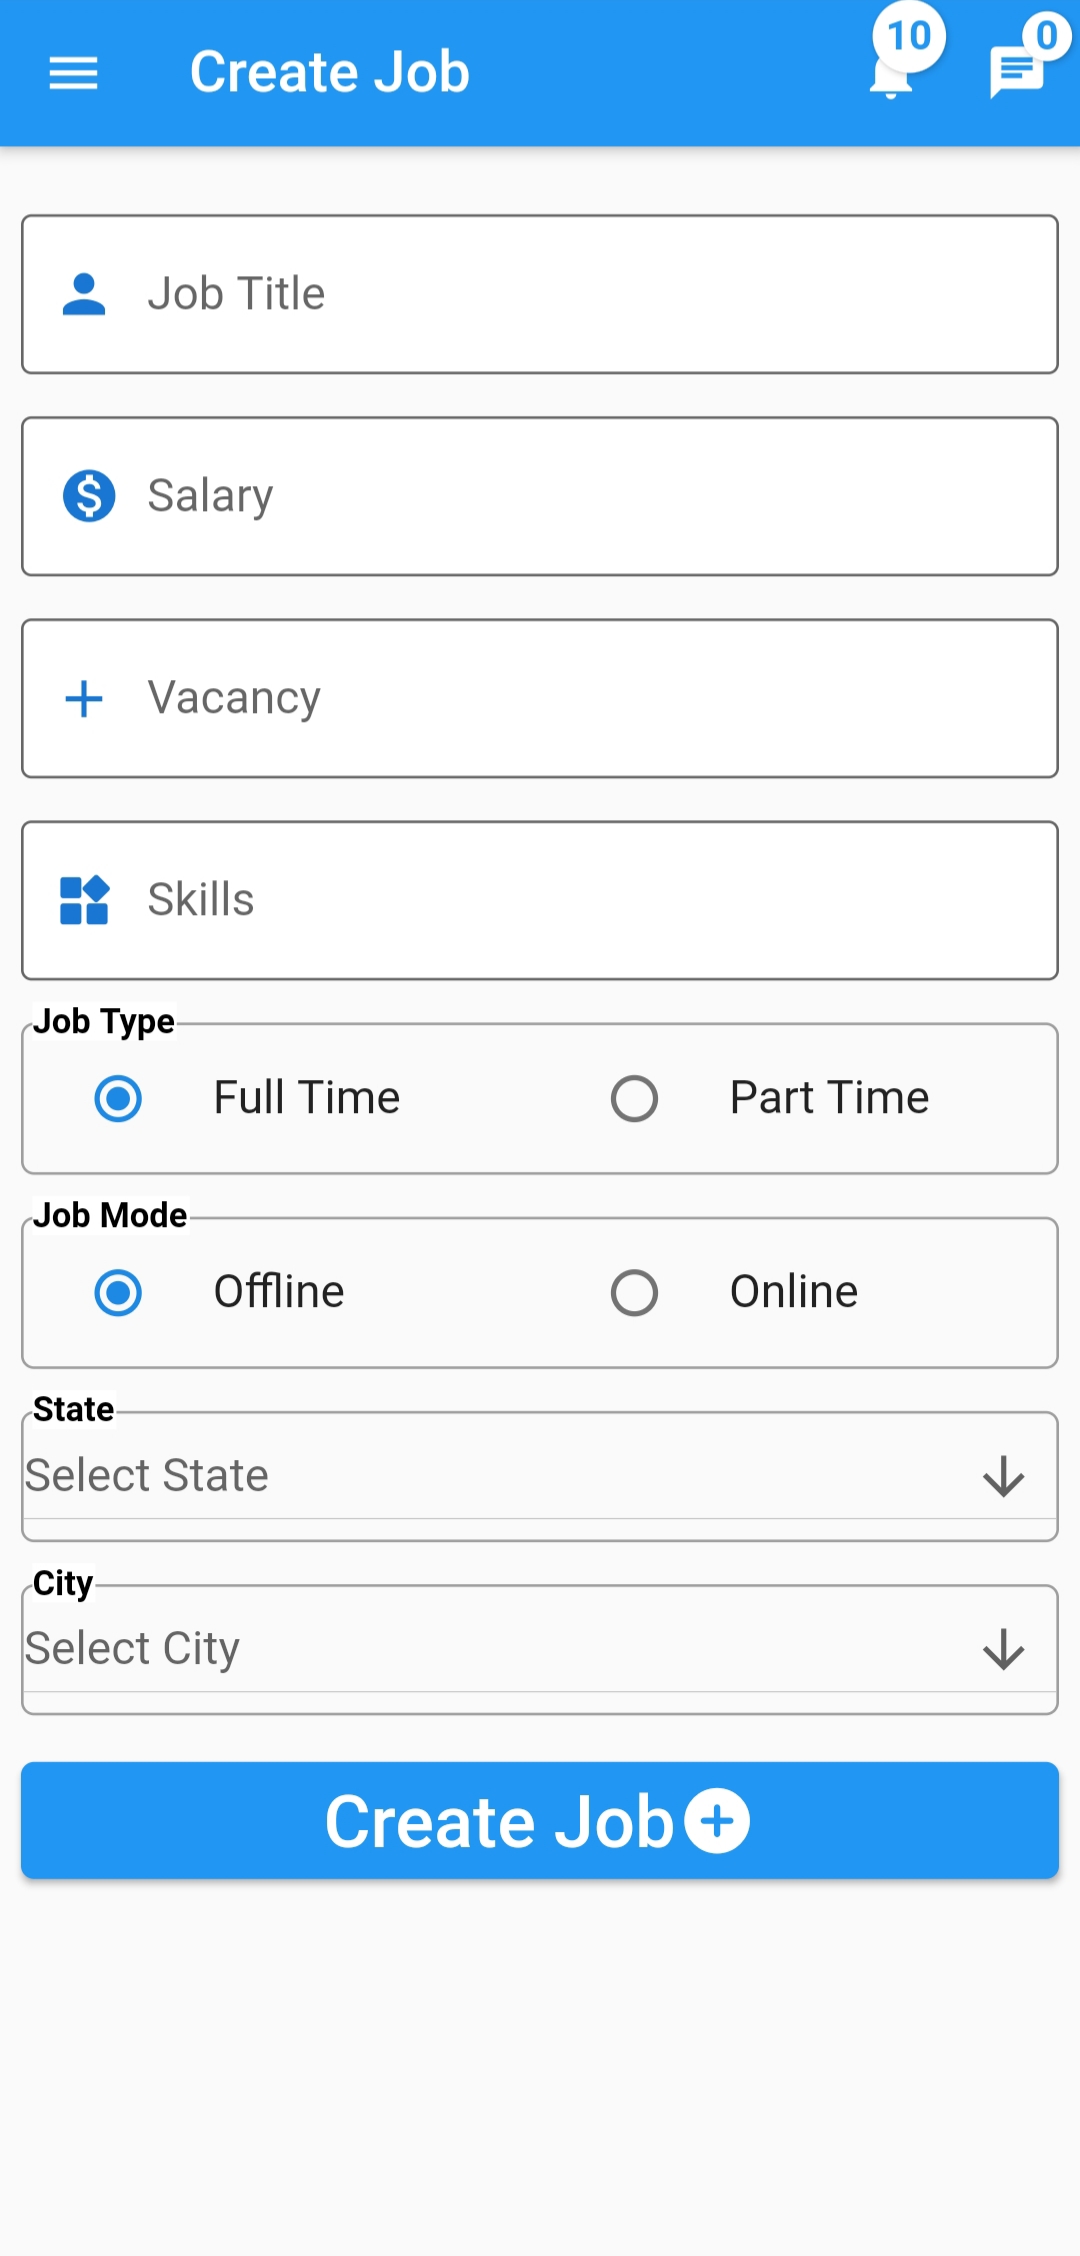 Create Job
10
0
Job Title
Salary
Vacancy
Skills
Job Type
Full Time
Part Time
Job Mode
Offline
Online
State
Select State
City
Select City
Create Job